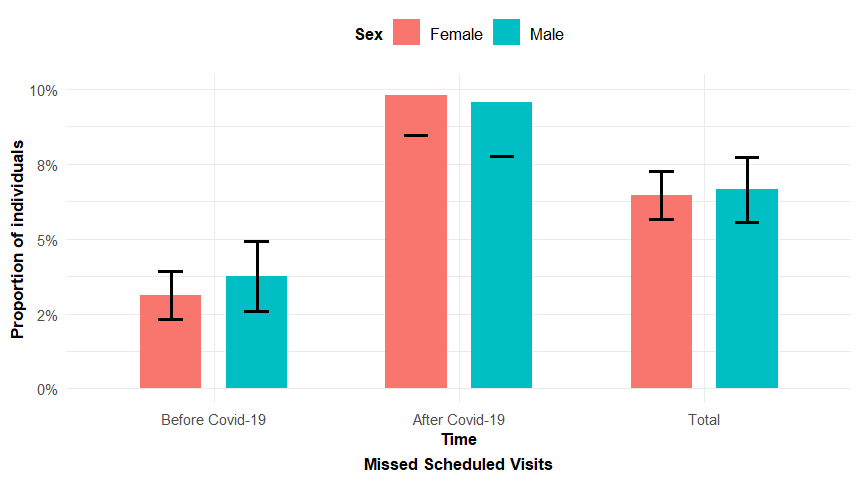 Sex Female Male
10%
8%
5%
2%
0%
Proportion of individuals
Before Covid-19 After Covid-19 Total
Time
Missed Scheduled Visits